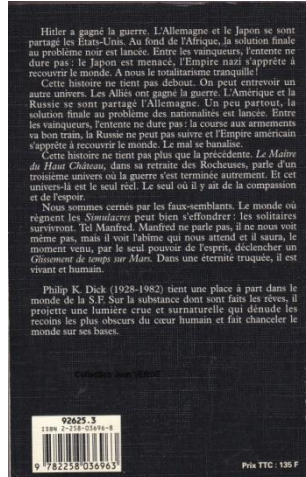 Hitler a gagné la guerre. L'Allemagne et le Japon se sont
partagé les États-Unis. Au fond de l'Afrique, la solution finale
au problème noir est lancée. Entre les vainqueurs, l'entente ne
dure pas : le Japon est menacé, l'Empire nazi s'apprête à
recouvrir le monde. A nous le totalitarisme tranquille !
Cette histoire ne tient pas debout. On peut entrevoir un
autre univers. Les Alliés ont gagné la guerre. L'Amérique et la
Russie se sont partagé l'Allemagne. Un peu partout, la
solution finale au problème des nationalités est lancée. Entre
les vainqueurs, l'entente ne dure pas : la course aux armements
va bon train, la Russie ne peut pas suivre et l'Empire américain
s'apprête à recouvrir le monde. Le mal se banalise.
Cette histoire ne tient pas plus que la précédente. Le Maître
du Haut Château, dans sa retraite des Rocheuses, parle d'un
troisième univers où la guerre s'est terminée autrement. Et cet
univers-là est le seul réel. Le seul où il y ait de la compassion
et de l'espoir.
Nous sommes cernés par les faux-semblants. Le monde où
règnent les Simulacres peut bien s'effondrer : les solitaires
survivront. Tel Manfred. Manfred ne parle pas, il ne nous voit
même pas, mais il voit l'abîme qui nous attend et il saura, le
moment venu, par le seul pouvoir de l'esprit, déclencher un
Glissement de temps sur Mars. Dans une éternité truquée, il est
vivant et humain.
Philip K. Dick (1928-1982) tient une place à part dans le
monde de la S.F. Sur la substance dont sont faits les rêves, il
projette une lumière crue et surnaturelle qui dénude les
recoins les plus obscurs du cœur humain et fait chanceler le
monde sur ses bases.
92625.3
ISBN 2-258-03696-8
9 782258 036963
Prix TTC : 135 F